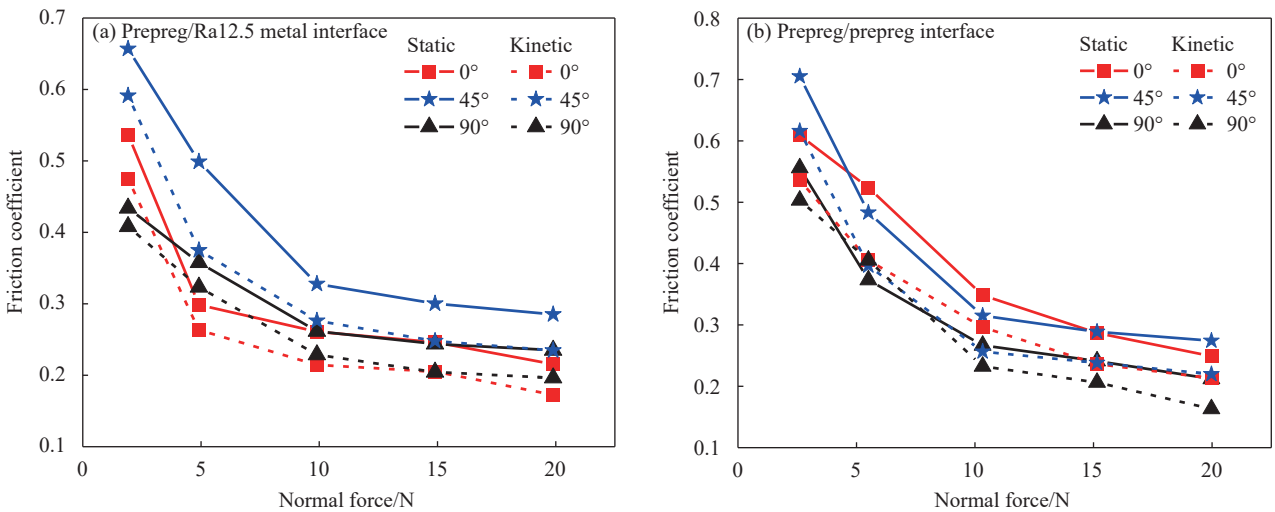 (a) Prepreg/Ra12.5 metal interface
Static Kinetic
0° 0°
45° 45°
90° 90°
0.7
0.6
0.5
0.4
0.3
0.2
0.1
Friction coefficient
0 5 10 15 20
Normal force/N
(b) Prepreg/prepreg interface
Static Kinetic
0° 0°
45° 45°
90° 90°
0.8
0.7
0.6
0.5
0.4
0.3
0.2
0.1
Friction coefficient
0 5 10 15 20
Normal force/N